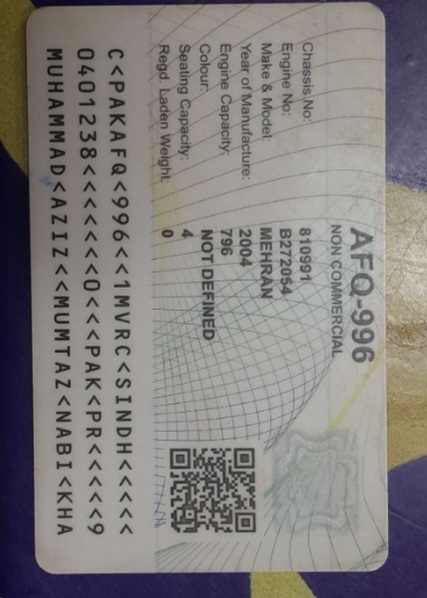 AFQ-996
NON COMMERCIAL
Chassis No: 810991
Engine No: B272054
Make & Model: MEHRAN
Year of Manufacture: 2004
Engine Capacity: 796
Colour: NOT DEFINED
Seating Capacity: 4
Regd. Laden Weight: 0
C<PAKAFQ<996<<1MVRC<SINDH<<<<<
0401238<<<<<<<0<<<PAK<PR<<<<<9
MUHAMMAD<AZIZ<<MUMTAZ<NABI<KHA